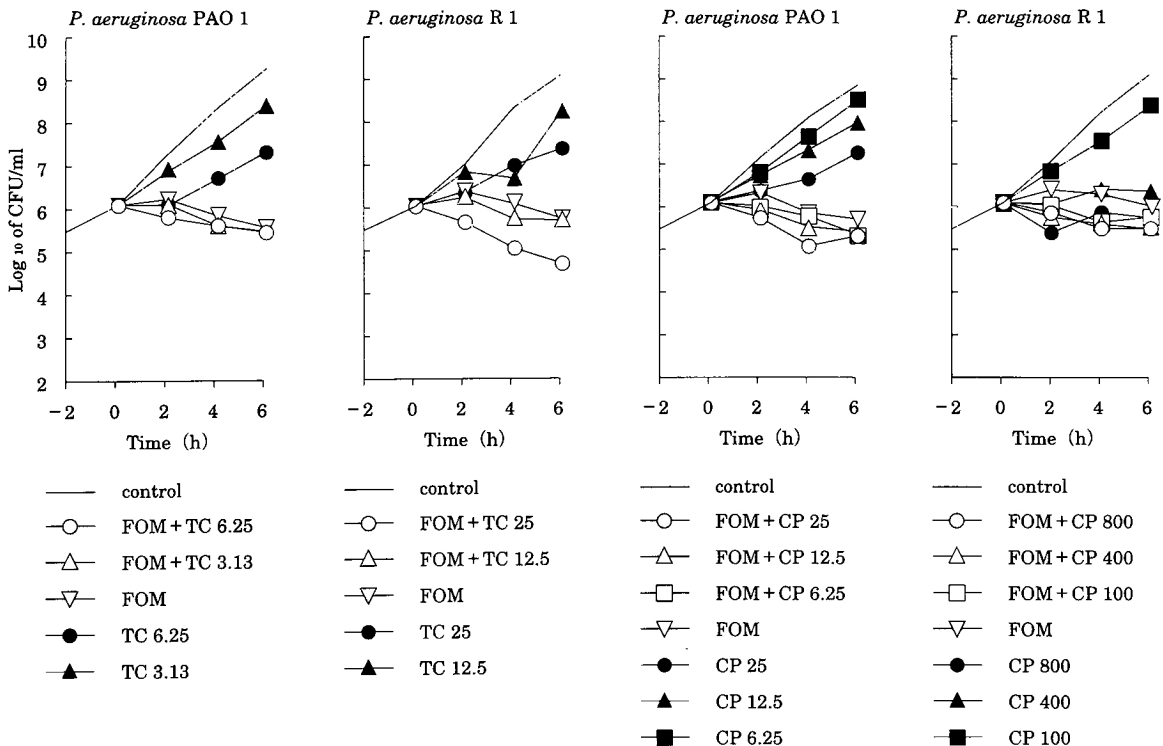 P. aeruginosa PAO 1
P. aeruginosa R 1
P. aeruginosa PAO 1
P. aeruginosa R 1
Log 10 of CFU/ml
10
9
8
7
6
5
4
3
2
−2 0 2 4 6
Time (h)
−2 0 2 4 6
Time (h)
−2 0 2 4 6
Time (h)
−2 0 2 4 6
Time (h)
control
FOM+TC 6.25
FOM+TC 3.13
FOM
TC 6.25
TC 3.13
control
FOM+TC 25
FOM+TC 12.5
FOM
TC 25
TC 12.5
control
FOM+CP 25
FOM+CP 12.5
FOM+CP 6.25
FOM
CP 25
CP 12.5
CP 6.25
control
FOM+CP 800
FOM+CP 400
FOM+CP 100
FOM
CP 800
CP 400
CP 100